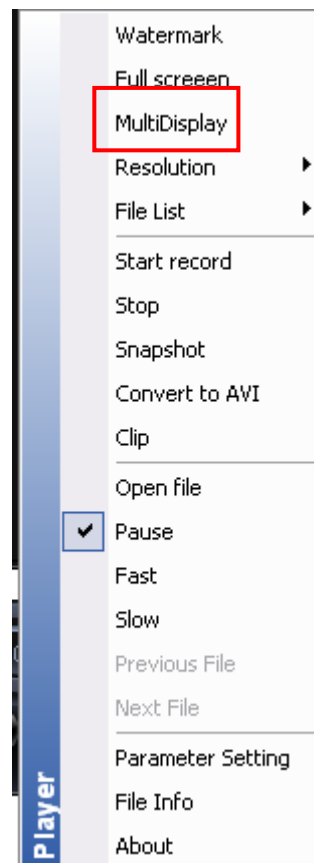 Watermark
Full screeen
MultiDisplay
Resolution
File List
Start record
Stop
Snapshot
Convert to AVI
Clip
Open file
Pause
Fast
Slow
Previous File
Next File
Parameter Setting
File Info
About
Player